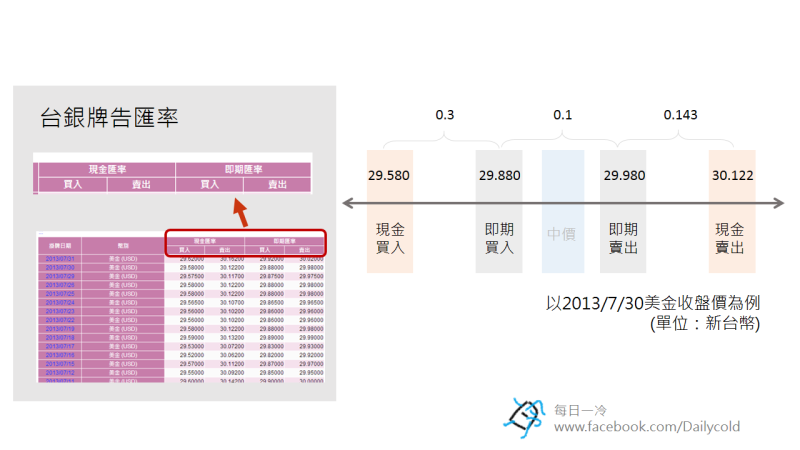 台銀牌告匯率
現金匯率 即期匯率
買入 賣出 買入 賣出
掛牌日期 幣別 現金匯率 即期匯率
買入 賣出 買入 賣出
2013/07/31 美金 (USD) 29.62000 30.16200 29.92000 30.02000
2013/07/30 美金 (USD) 29.58000 30.12200 29.88000 29.98000
2013/07/29 美金 (USD) 29.57500 30.11700 29.87500 29.97500
2013/07/26 美金 (USD) 29.58000 30.12200 29.88000 29.98000
2013/07/25 美金 (USD) 29.58000 30.12200 29.88000 29.98000
2013/07/24 美金 (USD) 29.56500 30.10700 29.86500 29.96500
2013/07/23 美金 (USD) 29.56000 30.10200 29.86000 29.96000
2013/07/22 美金 (USD) 29.56000 30.10200 29.86000 29.96000
2013/07/19 美金 (USD) 29.58000 30.12200 29.88000 29.98000
2013/07/18 美金 (USD) 29.59000 30.13200 29.89000 29.99000
2013/07/17 美金 (USD) 29.53000 30.07200 29.83000 29.93000
2013/07/16 美金 (USD) 29.52000 30.06200 29.82000 29.92000
2013/07/15 美金 (USD) 29.57000 30.11200 29.87000 29.97000
2013/07/12 美金 (USD) 29.55000 30.09200 29.85000 29.95000
2013/07/11 美金 (USD) 29.60000 30.14200 29.90000 30.00000
0.3 0.1 0.143
29.580 29.880 29.980 30.122
現金 即期 中價 即期 現金
買入 買入 賣出 賣出
以2013/7/30美金收盤價為例
(單位：新台幣)
每日一冷
www.facebook.com/Dailycold